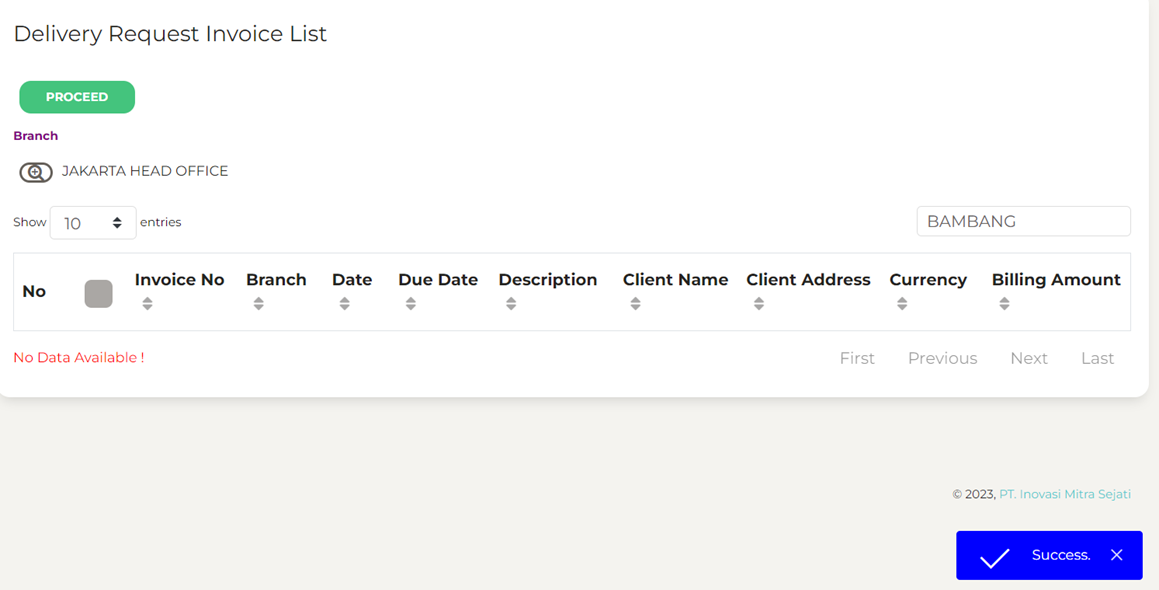 Delivery Request Invoice List
PROCEED
Branch
JAKARTA HEAD OFFICE
Show 10 entries
BAMBANG
No Invoice No Branch Date Due Date Description Client Name Client Address Currency Billing Amount
No Data Available !
First Previous Next Last
© 2023, PT. Inovasi Mitra Sejati
Success.